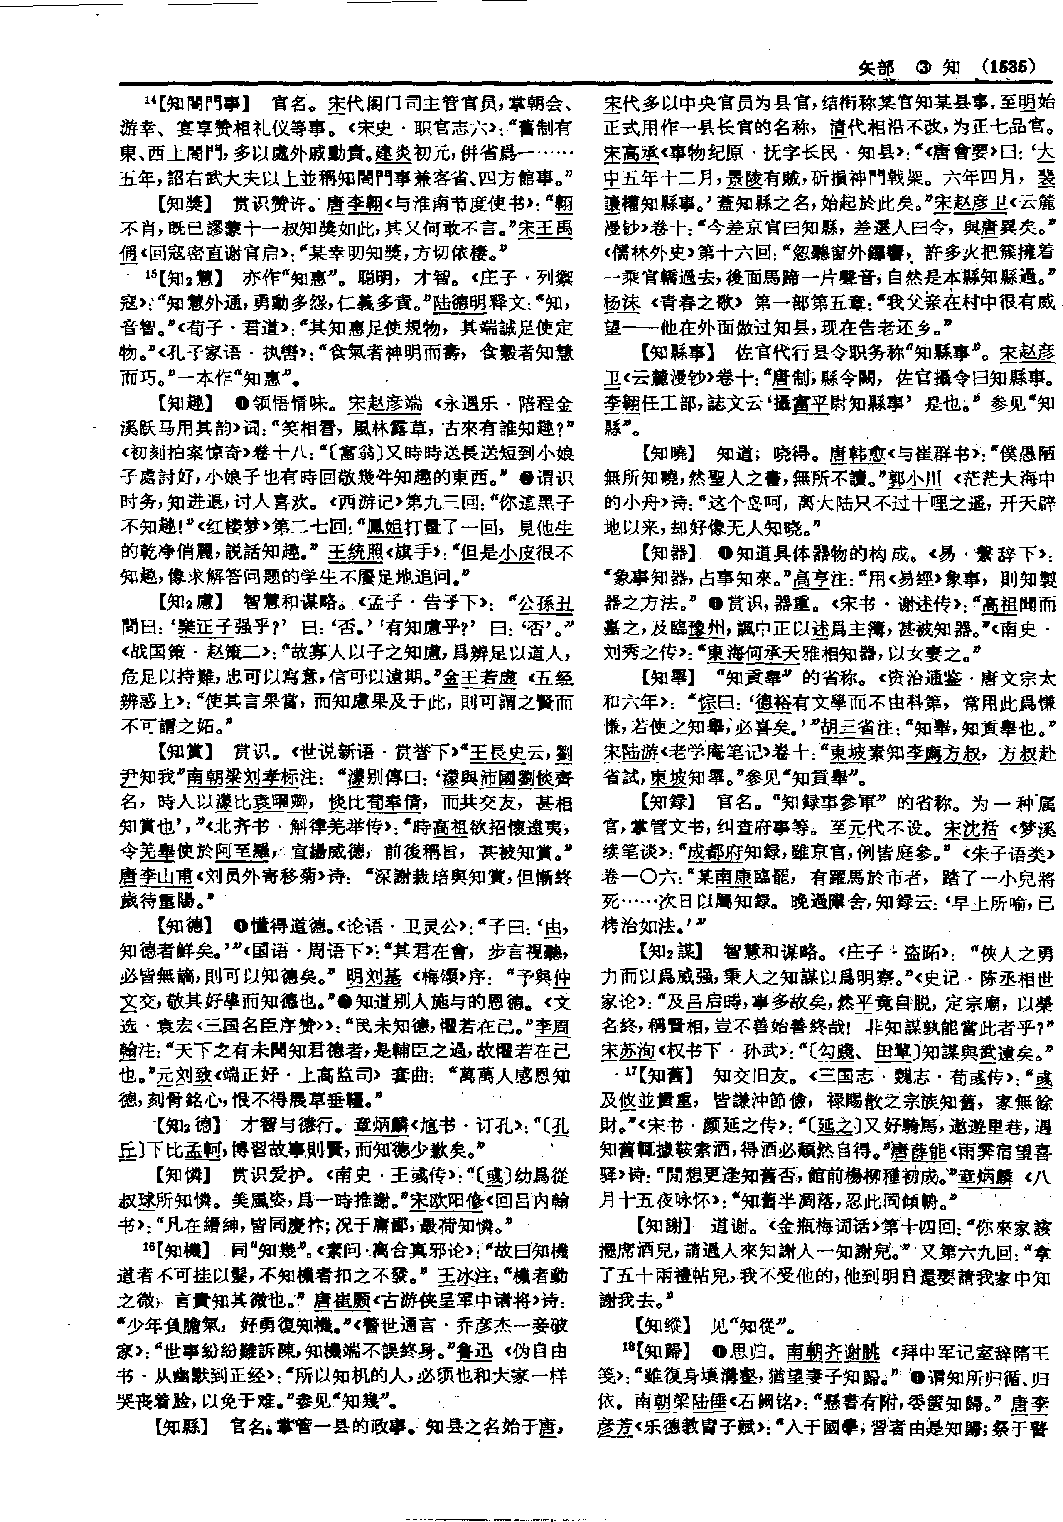 矢部 ③ 知 (1535)
¹⁴【知閤門事】 官名。宋代阁门司主管官员，掌朝会、
游幸、宴享赞相礼仪等事。《宋史·职官志六》：“舊制有
東、西上閤門，多以處外戚勳貴。建炎初元，併省爲一……
五年，詔右武大夫以上並稱知閤門事兼客省、四方館事。”
【知奬】 赏识赞许。唐李翱《与淮南节度使书》：“翱
不肖，既已謬蒙十一叔知奬如此，其又何敢不言。”宋王禹
偁《回寇密直谢官启》：“某幸明知奬，方切依棲。”
¹⁵【知₂慧】 亦作“知惠”。聪明，才智。《庄子·列禦
寇》：“知慧外通，勇動多怨，仁義多責。”陆德明释文：“知，
音智。”《荀子·君道》：“其知惠足使規物，其端誠足使定
物。”《孔子家语·执轡》：“食氣者神明而壽，食穀者知慧
而巧。”一本作“知惠”。
【知趣】 ❶领悟情味。宋赵彦端《永遇乐·陪程金
溪跃马用其韵》词：“笑相看，風林露草，古來有誰知趣？”
《初刻拍案惊奇》卷十八：“〔富翁〕又時時送長送短到小娘
子處討好，小娘子也有時回敬幾件知趣的東西。” ❷谓识
时务，知进退，讨人喜欢。《西游记》第九三回：“你這黑子
不知趣！”《红楼梦》第二七回：“鳳姐打量了一回，見他生
的乾净俏麗，説話知趣。” 王统照《旗手》：“但是小皮很不
知趣，像求解答问题的学生不餍足地追问。”
【知₂慮】 智慧和谋略。《孟子·告子下》：“公孫丑
問曰：‘樂正子强乎？’曰：‘否。’‘有知慮乎？’曰：‘否’。”
《战国策·赵策二》：“故寡人以子之知慮，爲辨足以道人，
危足以持難，忠可以寫意，信可以遠期。”金王若虚《五经
辨惑上》：“使其言果當，而知慮果及于此，則可謂之賢而
不可謂之妬。”
【知賞】 赏识。《世说新语·赏誉下》“王長史云，劉
尹知我”南朝梁刘孝标注：“濛别傳曰：‘濛與沛國劉惔齊
名，時人以濛比袁曜卿，惔比荀奉倩，而共交友，甚相
知賞也’，”《北齐书·斛律羌举传》：“時高祖欲招懷遠夷，
令羌舉使於阿至羅，宣揚威德，前後稱旨，甚被知賞。”
唐李山甫《刘员外寄移菊》诗：“深謝栽培與知賞，但慚終
歲待重陽。”
【知德】 ❶懂得道德。《论语·卫灵公》：“子曰：‘由，
知德者鮮矣。’”《国语·周语下》：“其君在會，步言視聽，
必皆無讁，則可以知德矣。” 明刘基《梅颂》序：“予與仲
文交，敬其好學而知德也。”❷知道别人施与的恩德。《文
选·袁宏〈三国名臣序赞〉》：“民未知德，懼若在己。”李周
翰注：“天下之有未聞知君德者，是輔臣之過，故懼若在己
也。”元刘致《端正好·上高监司》套曲：“萬萬人感恩知
德，刻骨銘心，恨不得展草垂韁。”
【知₂德】 才智与德行。章炳麟《訄书·订孔》：“〔孔
丘〕下比孟軻，博習故事則賢，而知德少歉矣。”
【知憐】 赏识爱护。《南史·王彧传》：“〔彧〕幼爲從
叔球所知憐。美風姿，爲一時推謝。”宋欧阳修《回吕内翰
书》：“凡在縉紳，皆同慶忭；况于庸鄙，最荷知憐。”
¹⁶【知機】 同“知幾”。《素问·离合真邪论》：“故曰知機
道者不可挂以髮，不知機者扣之不發。” 王冰注：“機者動
之微，言貴知其微也。” 唐崔颢《古游侠呈军中诸将》诗：
“少年負膽氣，好勇復知機。”《警世通言·乔彦杰一妾破
家》：“世事紛紛難訴陳，知機端不誤終身。”鲁迅《伪自由
书·从幽默到正经》：“所以知机的人，必须也和大家一样
哭丧着脸，以免于难。”参见“知幾”。
【知縣】 官名。掌管一县的政事。知县之名始于唐，
宋代多以中央官员为县官，结衔称某官知某县事。至明始
正式用作一县长官的名称，清代相沿不改，为正七品官。
宋高承《事物纪原·抚字长民·知县》：“《唐會要》曰：‘大
中五年十二月，景陵有賊，斫損神門戟架。六年四月，裴
讓權知縣事。’蓋知縣之名，始起於此矣。”宋赵彦卫《云麓
漫钞》卷十：“今差京官曰知縣，差選人曰令，與唐異矣。”
《儒林外史》第十六回：“忽聽窗外鑼響，許多火把簇擁着
一乘官轎過去，後面馬蹄一片聲音，自然是本縣知縣過。”
杨沫《青春之歌》第一部第五章：“我父亲在村中很有威
望——他在外面做过知县，现在告老还乡。”
【知縣事】 佐官代行县令职务称“知縣事”。宋赵彦
卫《云麓漫钞》卷十：“唐制，縣令闕，佐官攝令曰知縣事。
李翱任工部，誌文云‘攝富平尉知縣事’是也。”参见“知
縣”。
【知曉】 知道；晓得。唐韩愈《与崔群书》：“僕愚陋
無所知曉，然聖人之書，無所不讀。”郭小川《茫茫大海中
的小舟》诗：“这个岛呵，离大陆只不过十哩之遥，开天辟
地以来，却好像无人知晓。”
【知器】 ❶知道具体器物的构成。《易·繫辞下》：
“象事知器，占事知來。”高亨注：“用《易經》象事，則知製
器之方法。” ❷赏识，器重。《宋书·谢述传》：“高祖聞而
嘉之，及臨豫州，諷中正以述爲主簿，甚被知器。”《南史·
刘秀之传》：“東海何承天雅相知器，以女妻之。”
【知舉】 “知貢舉”的省称。《资治通鉴·唐文宗太
和六年》：“悰曰：‘德裕有文學而不由科第，常用此爲慊
慊，若使之知舉，必喜矣。’”胡三省注：“知舉，知貢舉也。”
宋陆游《老学庵笔记》卷十：“東坡素知李廌方叔，方叔赴
省試，東坡知舉。”参见“知貢舉”。
【知録】 官名。“知録事參軍”的省称。为一种属
官，掌管文书，纠查府事等。至元代不设。宋沈括《梦溪
续笔谈》：“成都府知録，雖京官，例皆庭參。”《朱子语类》
卷一〇六：“某南康臨罷，有躍馬於市者，踏了一小兒將
死……次日以屬知録。晚過廨舍，知録云：‘早上所喻，已
栲治如法。’”
【知₂謀】 智慧和谋略。《庄子·盗跖》：“俠人之勇
力而以爲威强，秉人之知謀以爲明察。”《史记·陈丞相世
家论》：“及吕后時，事多故矣，然平竟自脱，定宗廟，以榮
名終，稱賢相，豈不善始善終哉！非知謀孰能當此者乎？”
宋苏洵《权书下·孙武》：“〔勾踐、田單〕知謀與武遠矣。”
¹⁷【知舊】 知交旧友。《三国志·魏志·荀彧传》：“彧
及攸並貴重，皆謙沖節儉，禄賜散之宗族知舊，家無餘
財。”《宋书·颜延之传》：“〔延之〕又好騎馬，遨遊里巷，遇
知舊輒據鞍索酒，得酒必頽然自得。”唐薛能《雨霁宿望喜
驿》诗：“閒想更逢知舊否，館前楊柳種初成。”章炳麟《八
月十五夜咏怀》：“知舊半凋落，忍此同傾觴。”
【知謝】 道谢。《金瓶梅词话》第十四回：“你來家該
擺席酒兒，請過人來知謝人一知謝兒。” 又第六九回：“拿
了五十兩禮帖兒，我不受他的，他到明日還要請我家中知
謝我去。”
【知縱】 见“知從”。
¹⁸【知歸】 ❶思归。南朝齐谢朓《拜中军记室辞隋王
笺》：“雖復身填溝壑，猶望妻子知歸。” ❷谓知所归循、归
依。南朝梁陆倕《石阙铭》：“懸書有附，委篋知歸。” 唐李
彦芳《乐德教胄子赋》：“入于國學，習者由是知歸；祭于瞽